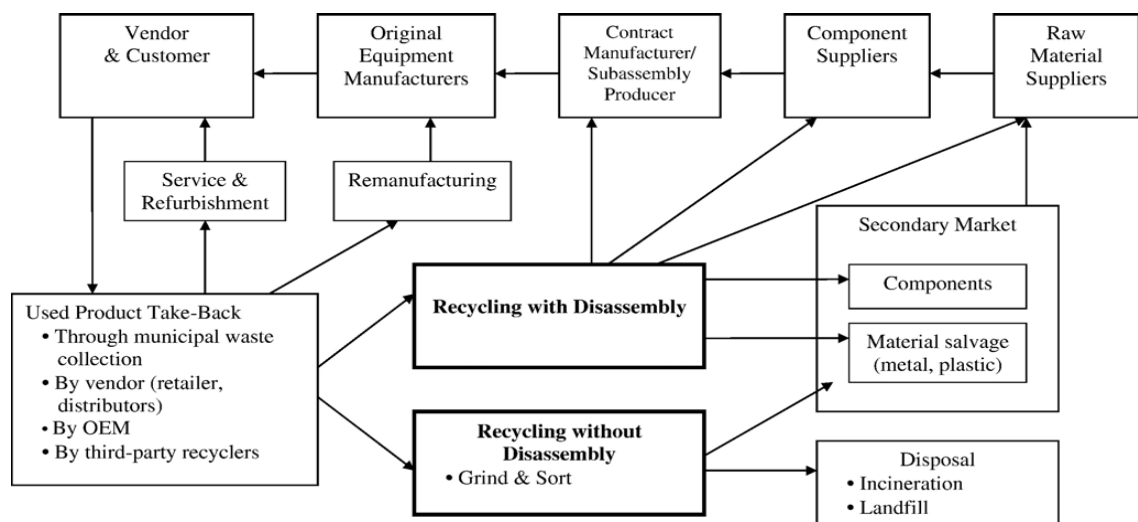 Vendor
& Customer
Original
Equipment
Manufacturers
Contract
Manufacturer/
Subassembly
Producer
Component
Suppliers
Raw
Material
Suppliers
Service &
Refurbishment
Remanufacturing
Secondary Market
Components
Material salvage
(metal, plastic)
Used Product Take-Back
• Through municipal waste
collection
• By vendor (retailer,
distributors)
• By OEM
• By third-party recyclers
Recycling with Disassembly
Recycling without
Disassembly
• Grind & Sort
Disposal
• Incineration
• Landfill